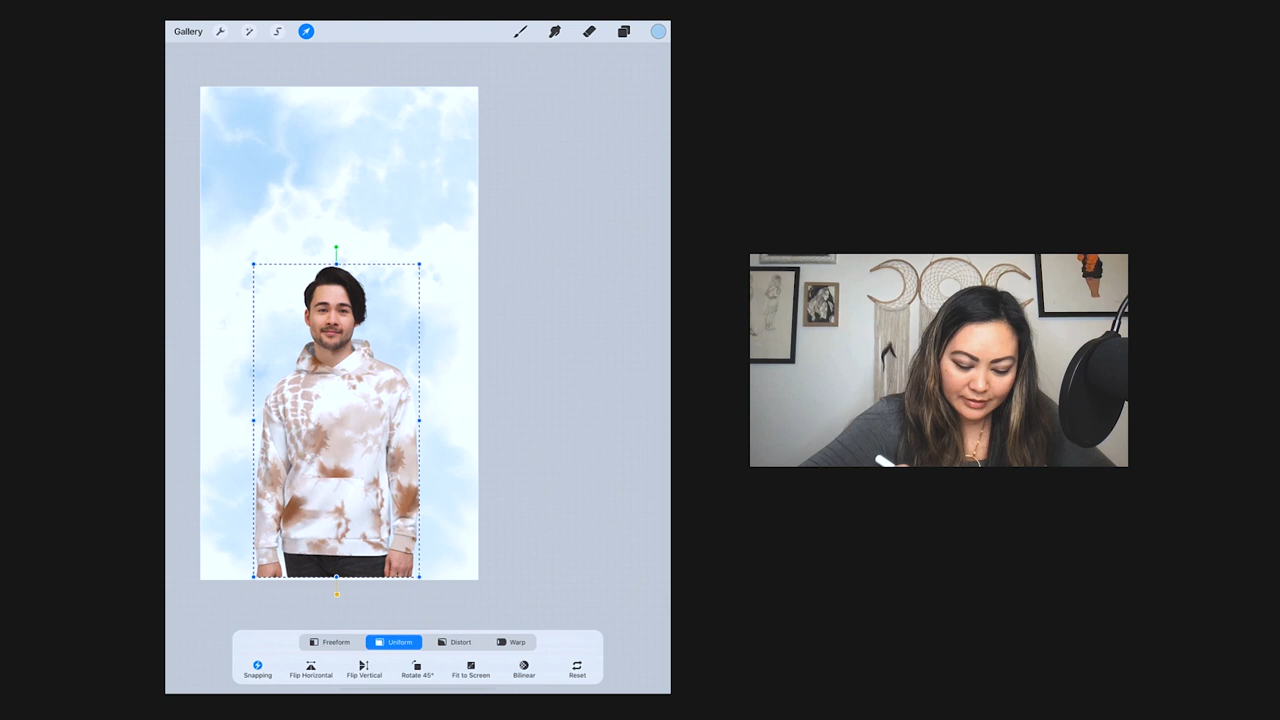 Gallery
Freeform Uniform Distort Warp
Snapping Flip Horizontal Flip Vertical Rotate 45° Fit to Screen Bilinear Reset